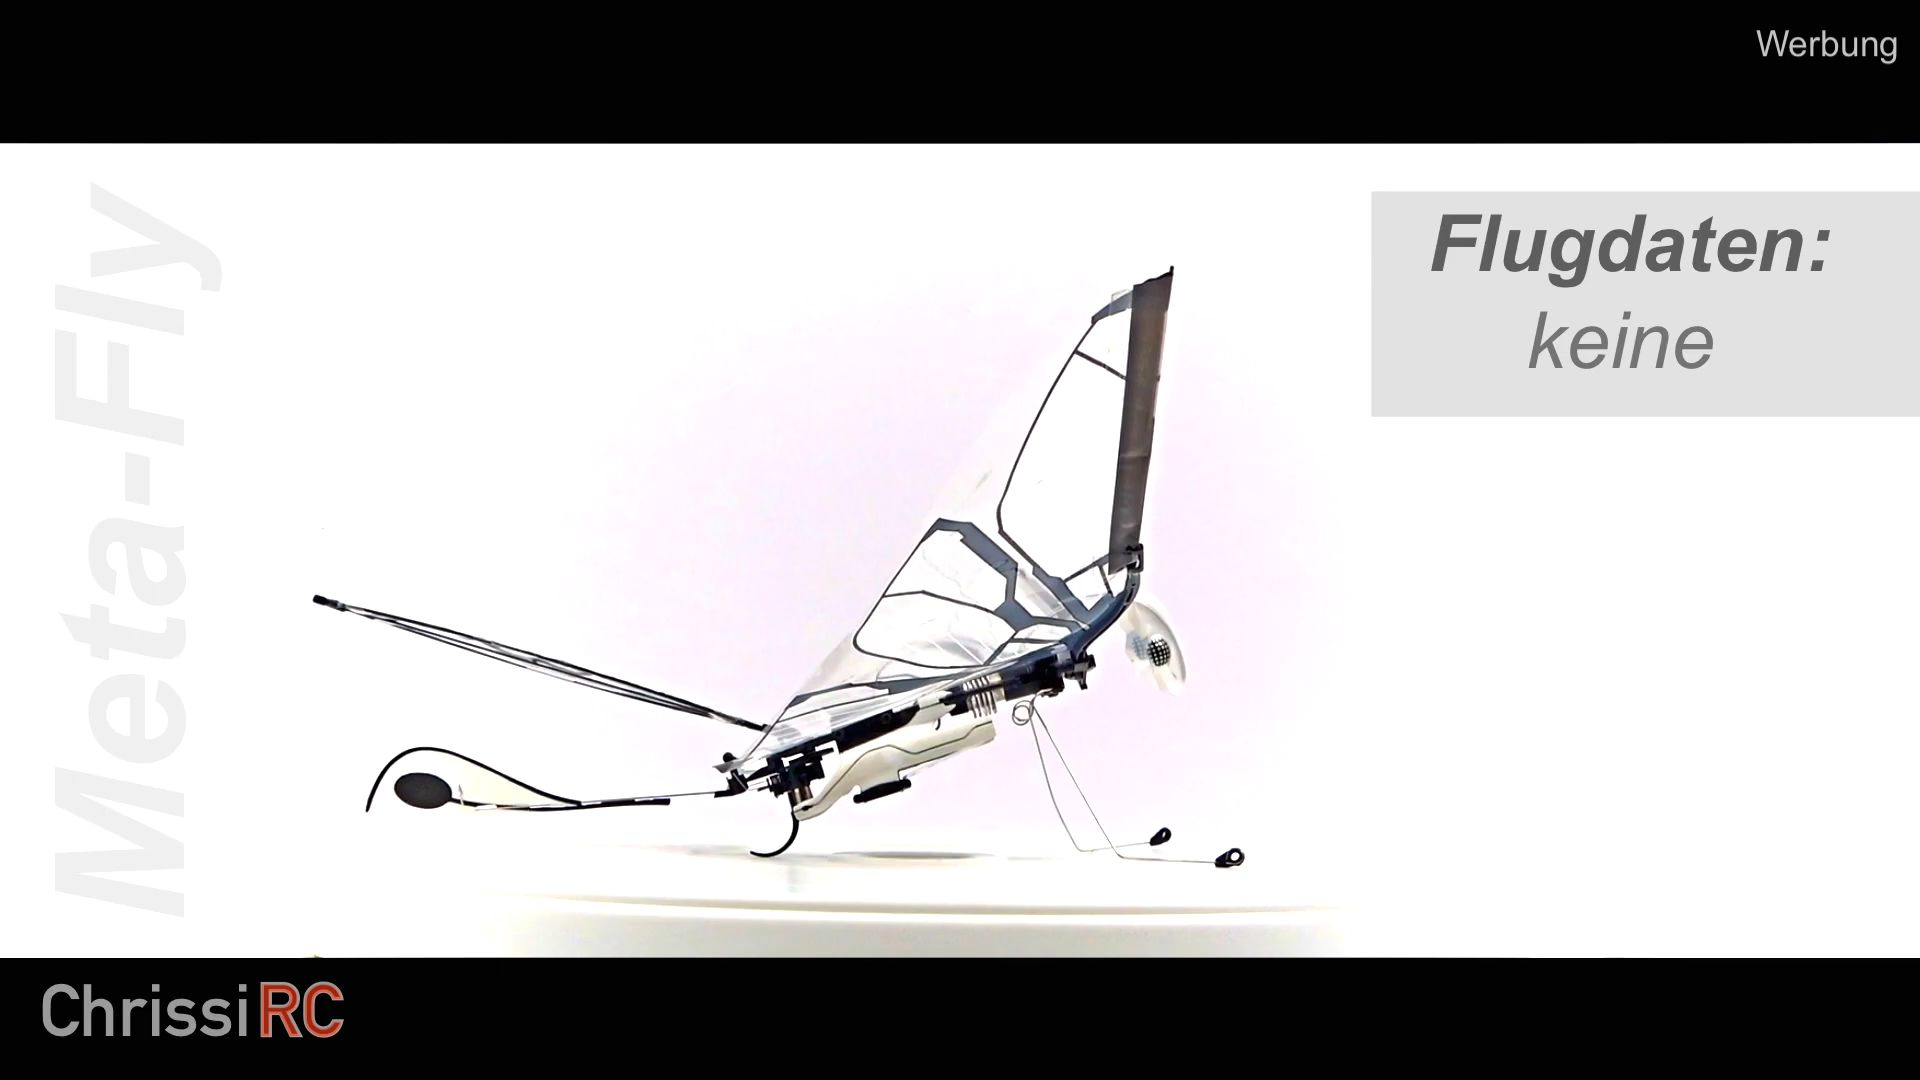 Werbung
Meta-Fly
Flugdaten:
keine
ChrissiRC